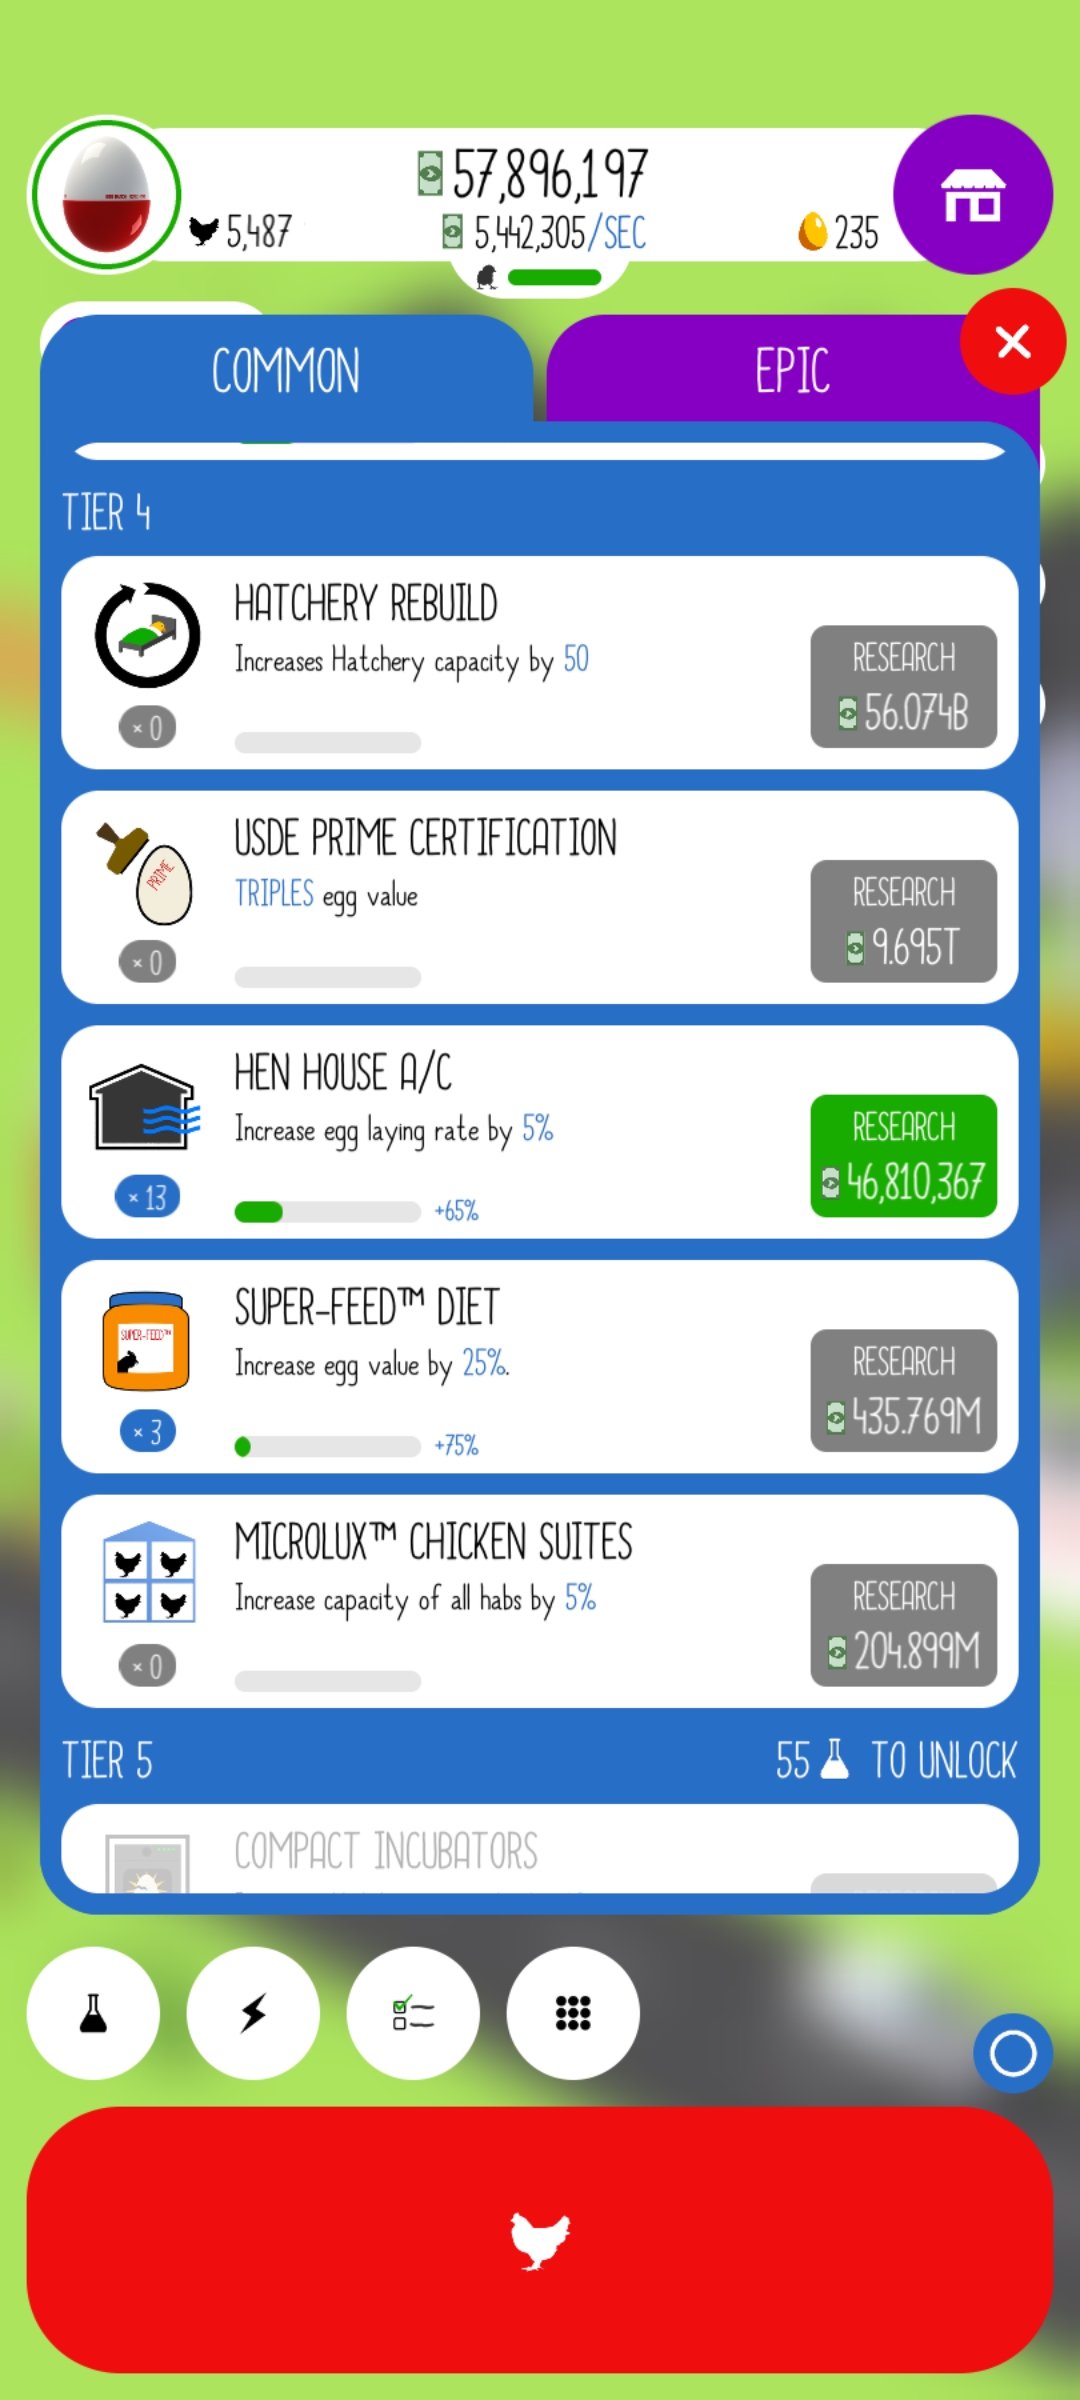 57,896,197
5,487
5,442,305/SEC
235
COMMON
EPIC
TIER 4
HATCHERY REBUILD
Increases Hatchery capacity by 50
× 0
RESEARCH
56.074B
USDE PRIME CERTIFICATION
TRIPLES egg value
PRIME
× 0
RESEARCH
9.695T
HEN HOUSE A/C
Increase egg laying rate by 5%
× 13
+65%
RESEARCH
46,810,367
SUPER-FEED™ DIET
Increase egg value by 25%.
SUPER-FEED™
× 3
+75%
RESEARCH
435.769M
MICROLUX™ CHICKEN SUITES
Increase capacity of all habs by 5%
× 0
RESEARCH
204.899M
TIER 5
55 TO UNLOCK
COMPACT INCUBATORS